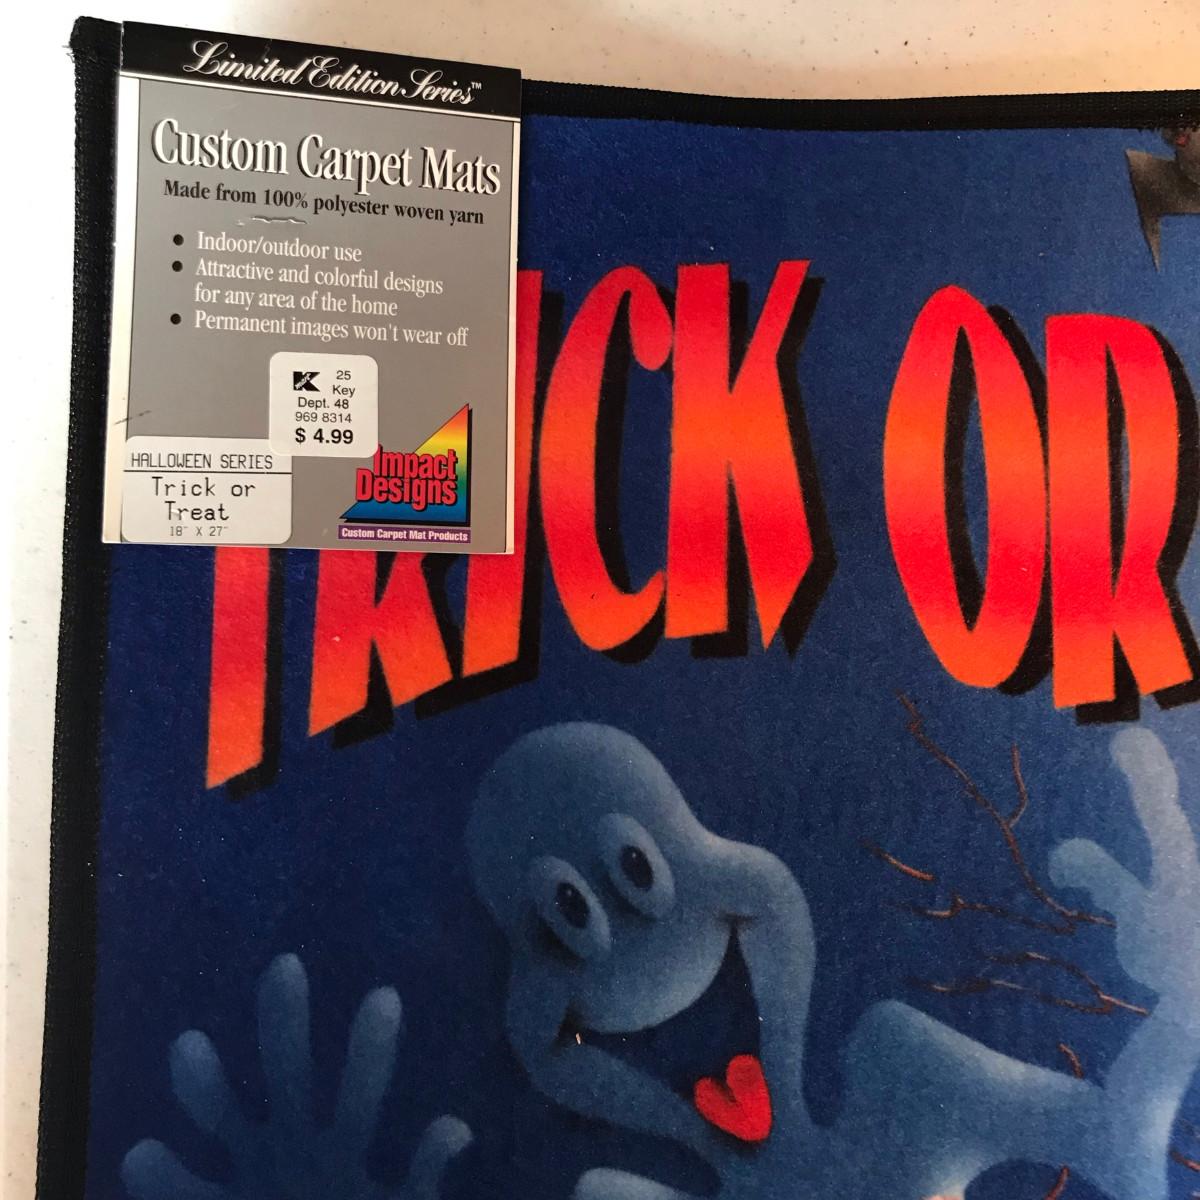 Limited Edition Series™
Custom Carpet Mats
Made from 100% polyester woven yarn
• Indoor/outdoor use
• Attractive and colorful designs
for any area of the home
• Permanent images won't wear off
K 25
Key
Dept. 48
969 8314
$ 4.99
Impact
Designs
Custom Carpet Mat Products
HALLOWEEN SERIES
Trick or
Treat
18" X 27"
TRICK OR